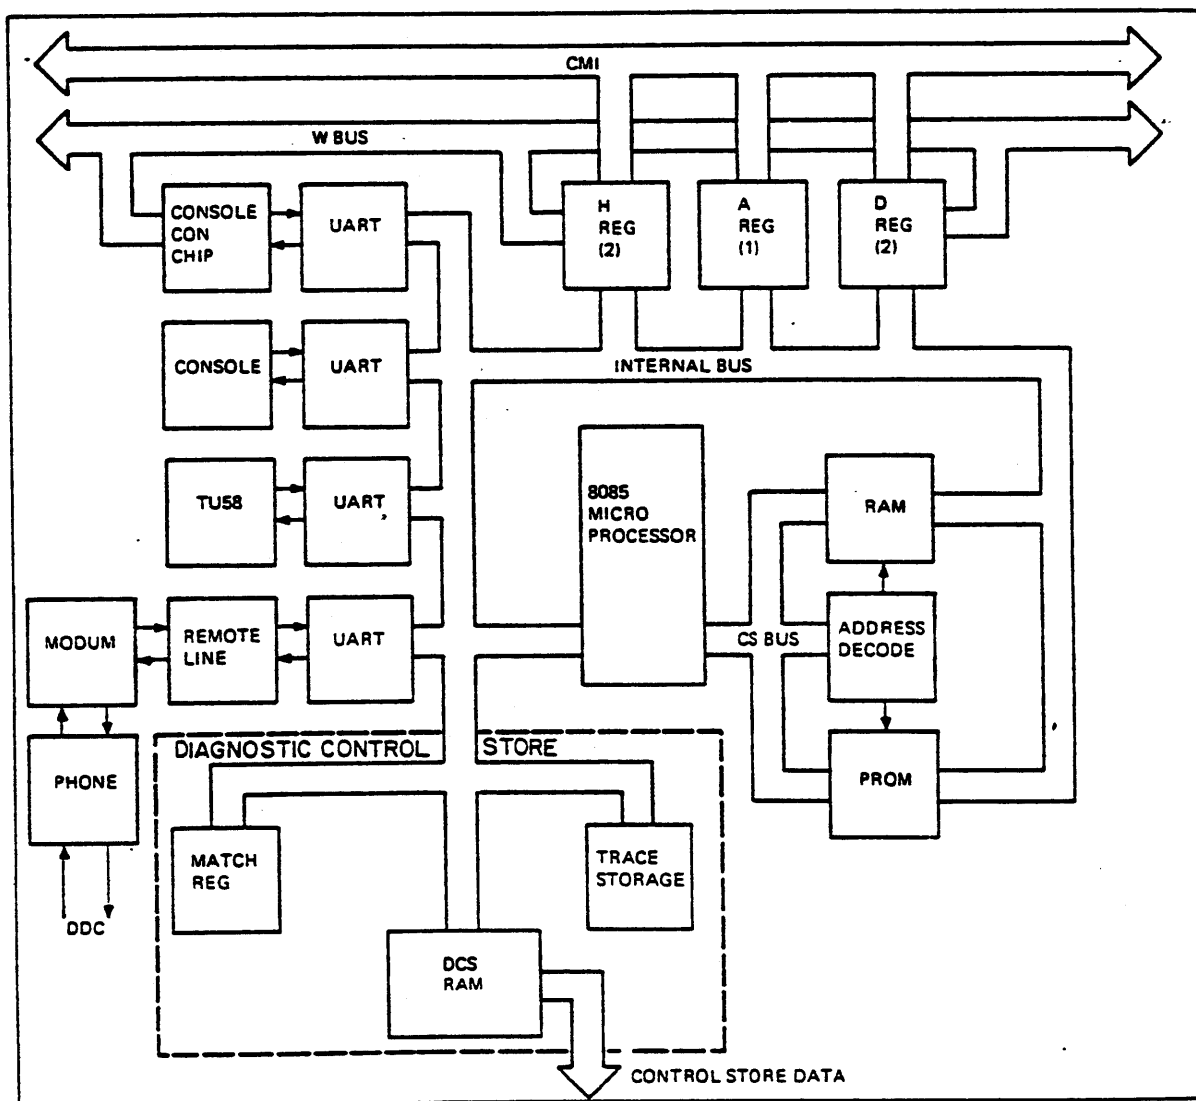 CMI
W BUS
CONSOLE
CON
CHIP
UART
H
REG
(2)
A
REG
(1)
D
REG
(2)
CONSOLE
UART
INTERNAL BUS
TU58
UART
8085
MICRO
PROCESSOR
RAM
MODUM
REMOTE
LINE
UART
CS BUS
ADDRESS
DECODE
DIAGNOSTIC CONTROL STORE
PHONE
PROM
MATCH
REG
TRACE
STORAGE
DDC
DCS
RAM
CONTROL STORE DATA